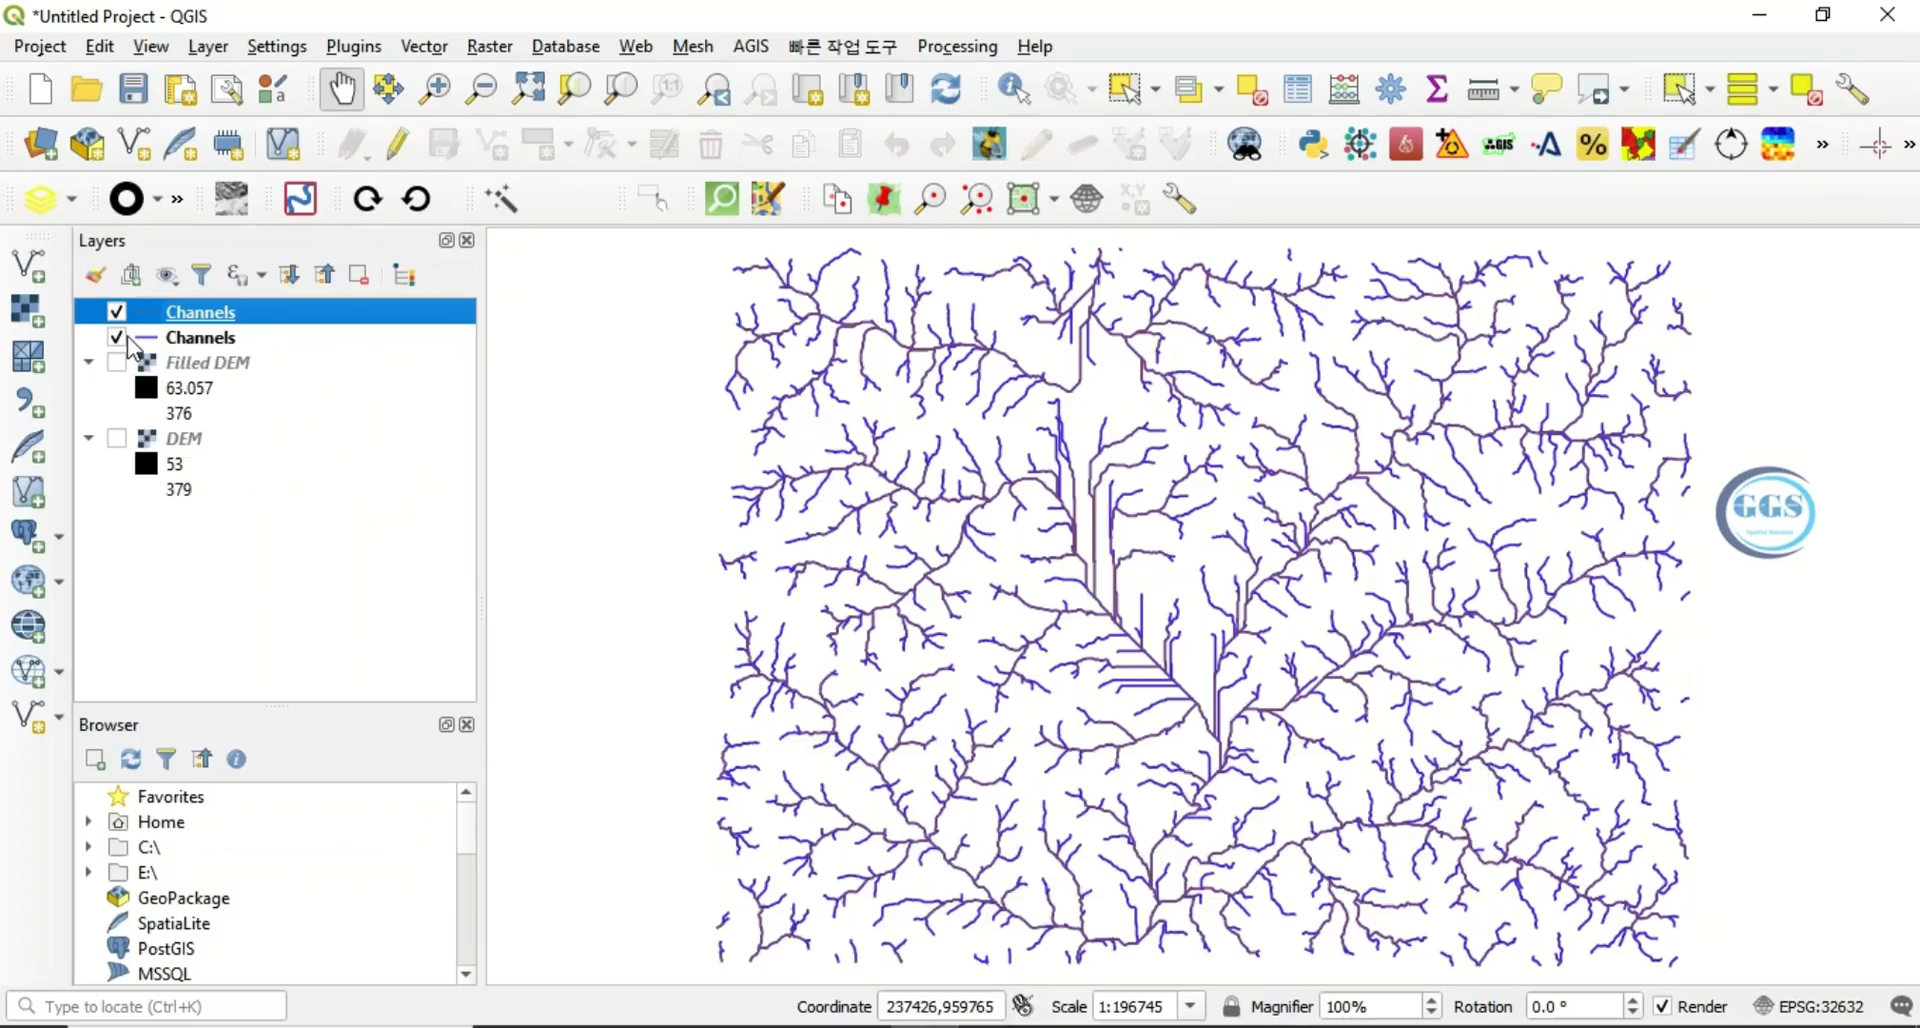 *Untitled Project - QGIS
Project Edit View Layer Settings Plugins Vector Raster Database Web Mesh AGIS 빠른 작업 도구 Processing Help
Layers
Channels
Channels
Filled DEM
63.057
376
DEM
53
379
GGS
Spatial Solution
Browser
Favorites
Home
C:\
E:\
GeoPackage
SpatiaLite
PostGIS
MSSQL
Type to locate (Ctrl+K) Coordinate 237426,959765 Scale 1:196745 Magnifier 100% Rotation 0.0 ° Render EPSG:32632